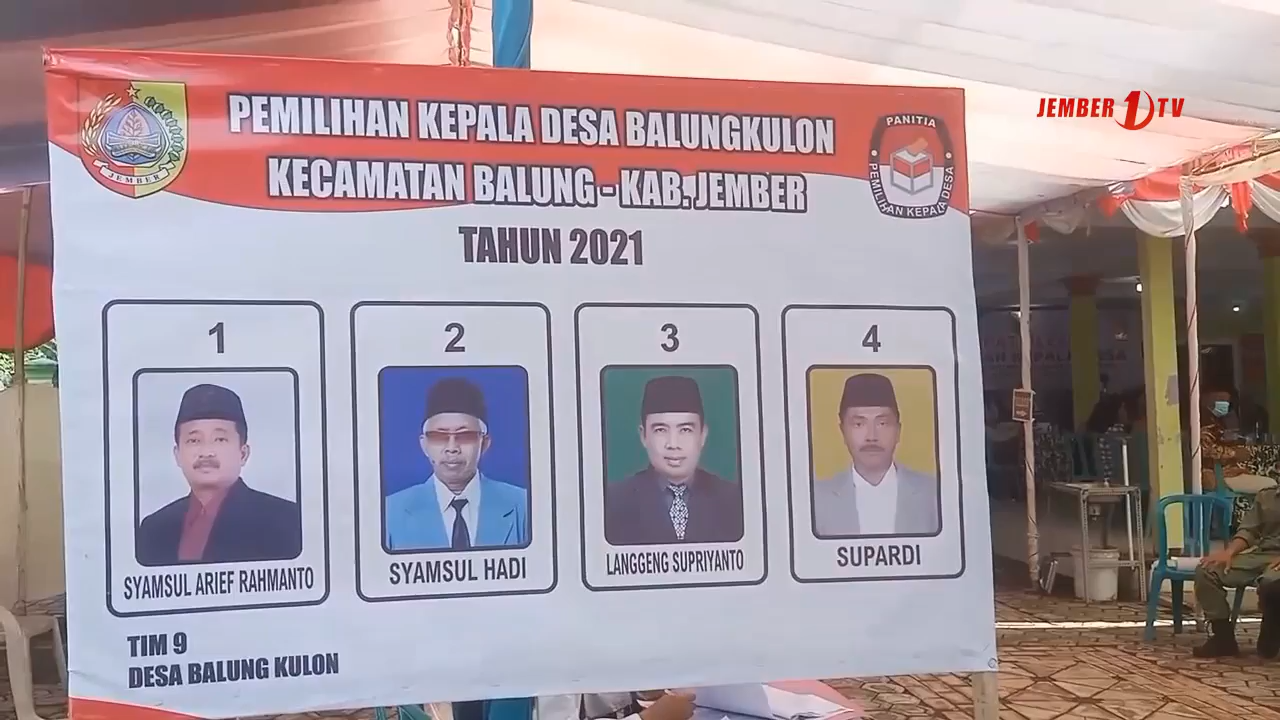 JEMBER 1 TV
PEMILIHAN KEPALA DESA BALUNGKULON
KECAMATAN BALUNG - KAB. JEMBER
TAHUN 2021
JEMBER
PANITIA
PEMILIHAN KEPALA DESA
1
SYAMSUL ARIEF RAHMANTO
2
SYAMSUL HADI
3
LANGGENG SUPRIYANTO
4
SUPARDI
TIM 9
DESA BALUNG KULON